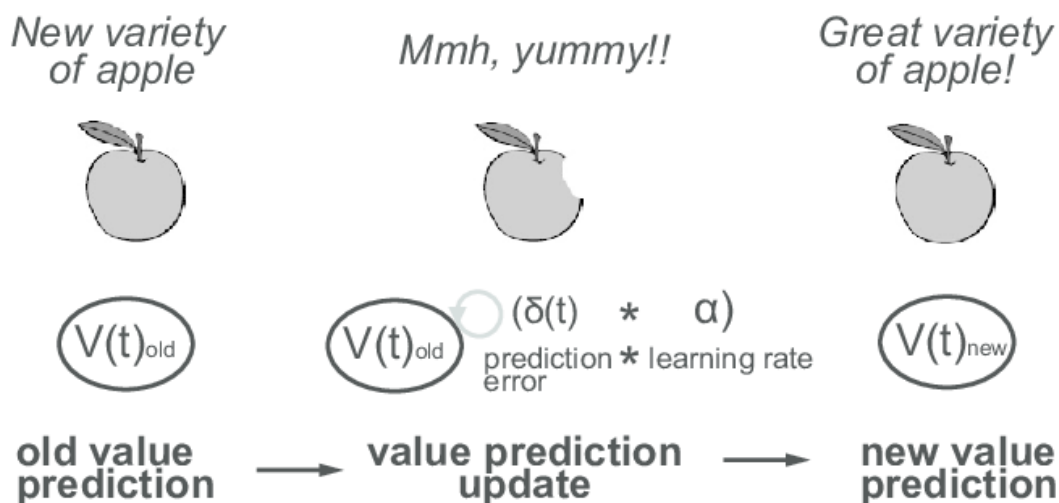 New variety
of apple
Mmh, yummy!!
Great variety
of apple!
V(t)old
V(t)old
(δ(t) * α)
prediction * learning rate
error
V(t)new
old value
prediction
value prediction
update
new value
prediction